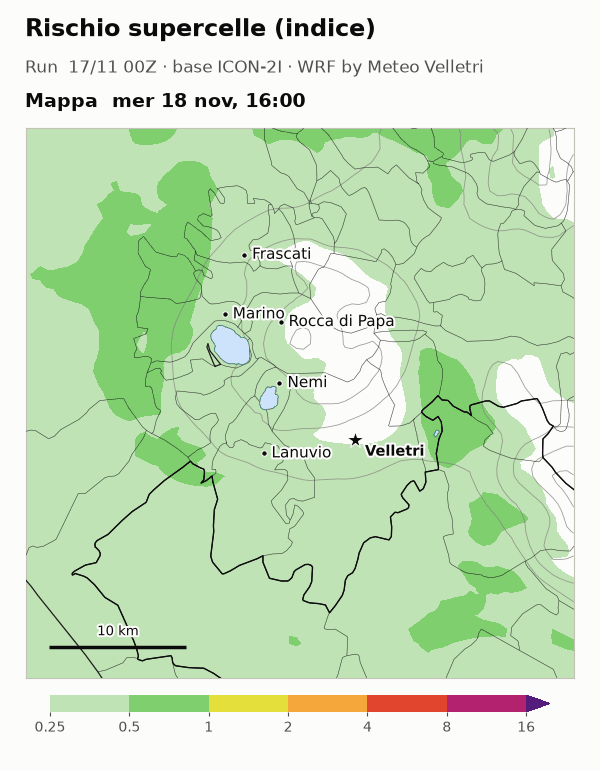 Rischio supercelle (indice)
Run  17/11 00Z · base ICON-2I · WRF by Meteo Velletri
Mappa  mer 18 nov, 16:00
Frascati
Marino
Rocca di Papa
Nemi
Velletri
Lanuvio
10 km
0.25 0.5 1 2 4 8 16